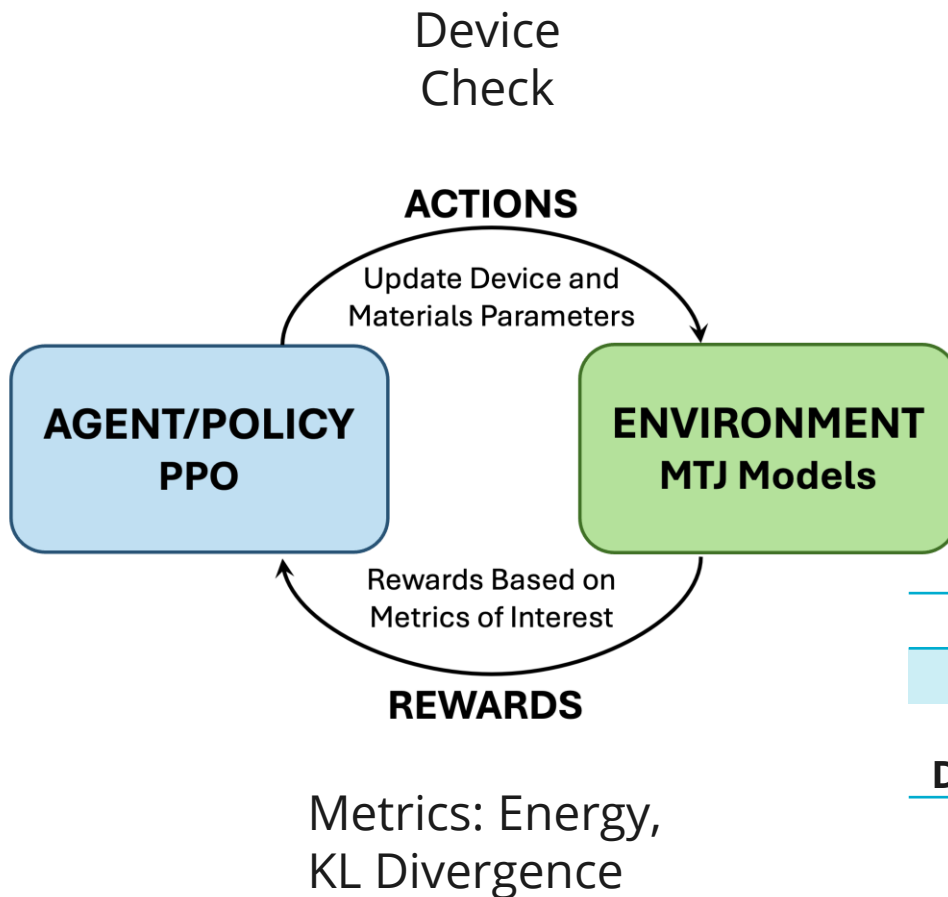 Device
Check
ACTIONS
Update Device and
Materials Parameters
AGENT/POLICY
PPO
ENVIRONMENT
MTJ Models
Rewards Based on
Metrics of Interest
REWARDS
D
Metrics: Energy,
KL Divergence